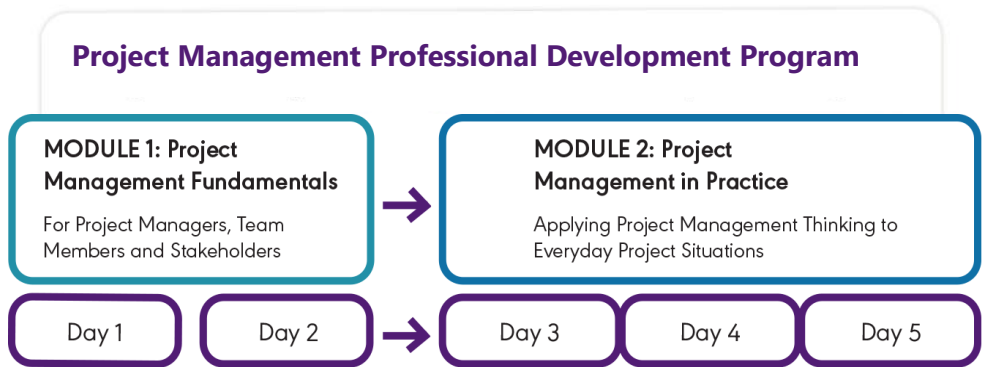 Project Management Professional Development Program
MODULE 1: Project
Management Fundamentals
For Project Managers, Team
Members and Stakeholders
MODULE 2: Project
Management in Practice
Applying Project Management Thinking to
Everyday Project Situations
Day 1
Day 2
Day 3
Day 4
Day 5